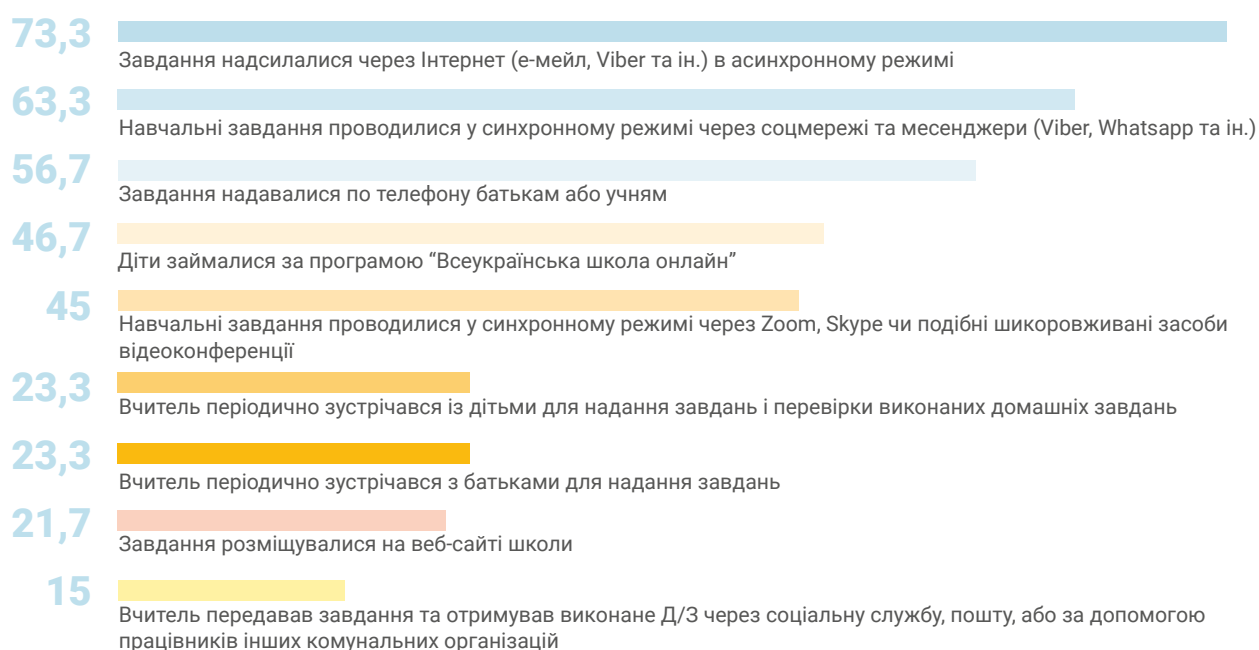 73,3
Завдання надсилалися через Інтернет (е-мейл, Viber та ін.) в асинхронному режимі
63,3
Навчальні завдання проводилися у синхронному режимі через соцмережі та месенджери (Viber, Whatsapp та ін.)
56,7
Завдання надавалися по телефону батькам або учням
46,7
Діти займалися за програмою “Всеукраїнська школа онлайн”
45
Навчальні завдання проводилися у синхронному режимі через Zoom, Skype чи подібні шикоровживані засоби
відеоконференції
23,3
Вчитель періодично зустрічався із дітьми для надання завдань і перевірки виконаних домашніх завдань
23,3
Вчитель періодично зустрічався з батьками для надання завдань
21,7
Завдання розміщувалися на веб-сайті школи
15
Вчитель передавав завдання та отримував виконане Д/З через соціальну службу, пошту, або за допомогою
працівників інших комунальних організацій